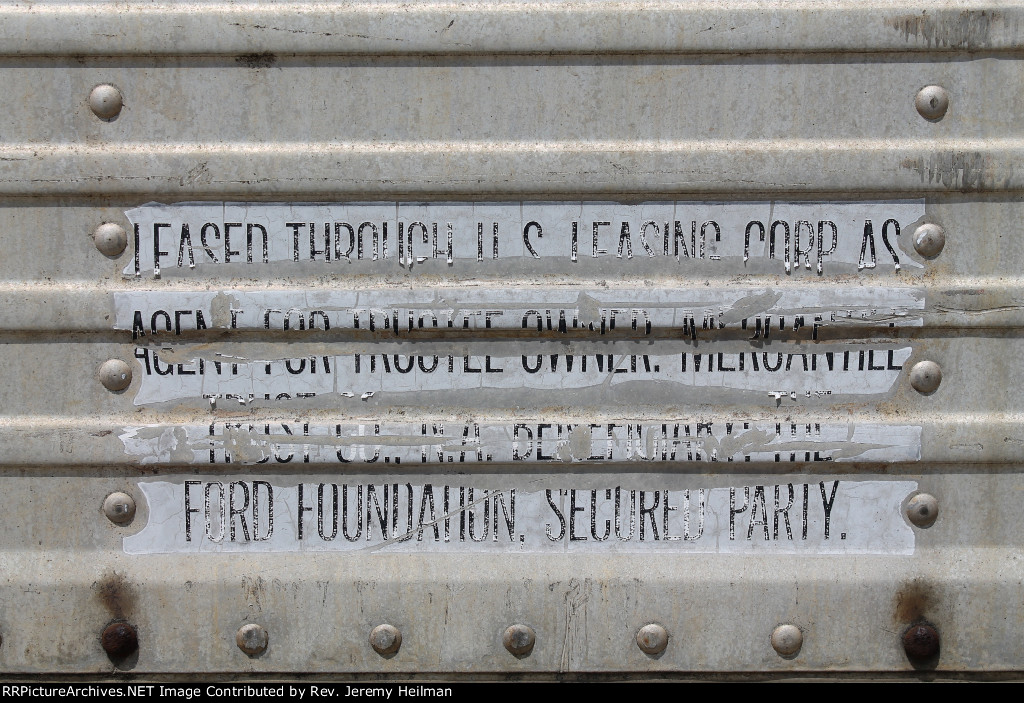 LEASED THROUGH U.S. LEASING CORP. AS
AGENT FOR TRUSTEE OWNER, MERCANTILE
TRUST CO., N.A. BENEFICIARY, THE
FORD FOUNDATION, SECURED PARTY.
RRPictureArchives.NET Image Contributed by Rev. Jeremy Heilman